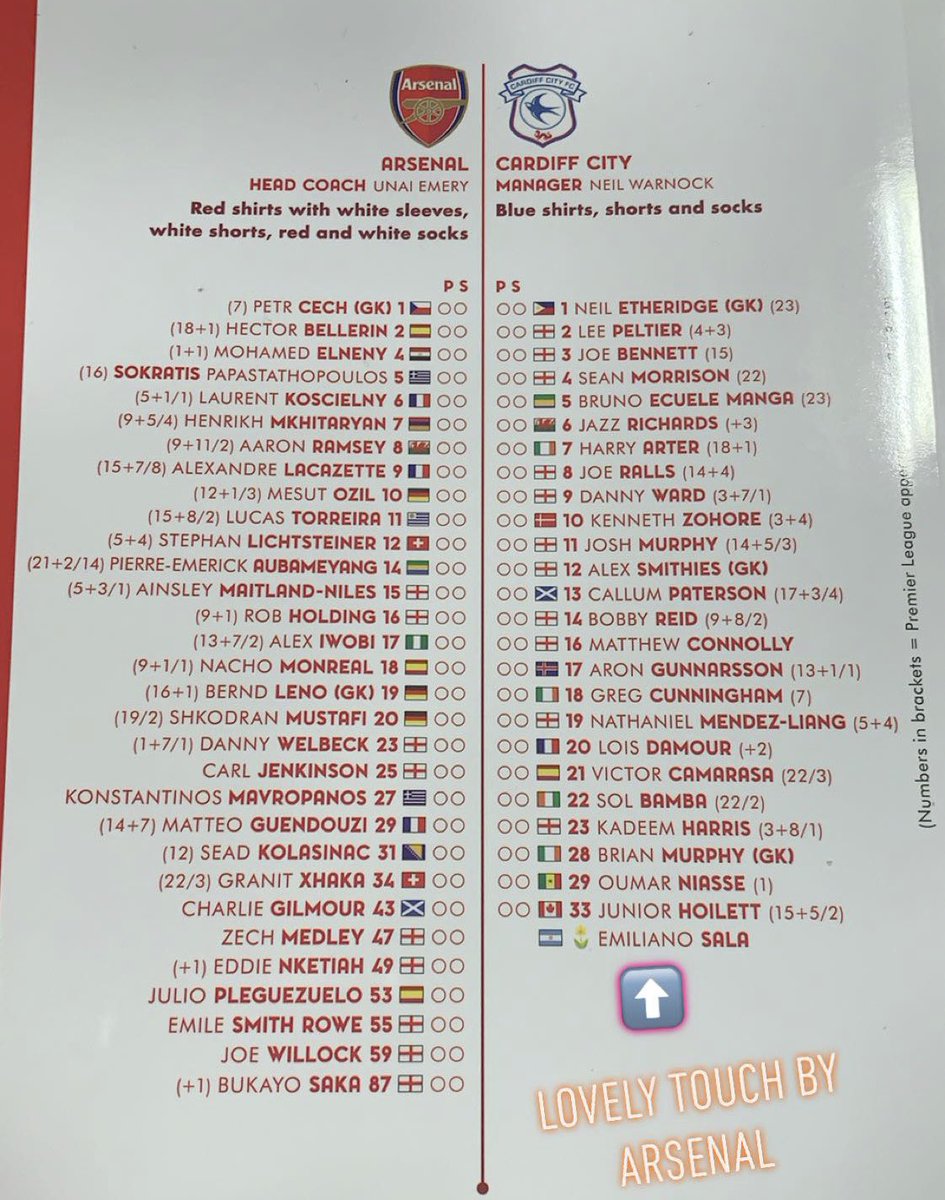 Arsenal
ARSENAL
HEAD COACH UNAI EMERY
Red shirts with white sleeves,
white shorts, red and white socks
P S
(7) PETR CECH (GK) 1
(18+1) HECTOR BELLERIN 2
(1+1) MOHAMED ELNENY 4
(16) SOKRATIS PAPASTATHOPOULOS 5
(5+1/1) LAURENT KOSCIELNY 6
(9+5/4) HENRIKH MKHITARYAN 7
(9+11/2) AARON RAMSEY 8
(15+7/8) ALEXANDRE LACAZETTE 9
(12+1/3) MESUT OZIL 10
(15+8/2) LUCAS TORREIRA 11
(5+4) STEPHAN LICHTSTEINER 12
(21+2/14) PIERRE-EMERICK AUBAMEYANG 14
(5+3/1) AINSLEY MAITLAND-NILES 15
(9+1) ROB HOLDING 16
(13+7/2) ALEX IWOBI 17
(9+1/1) NACHO MONREAL 18
(16+1) BERND LENO (GK) 19
(19/2) SHKODRAN MUSTAFI 20
(1+7/1) DANNY WELBECK 23
CARL JENKINSON 25
KONSTANTINOS MAVROPANOS 27
(14+7) MATTEO GUENDOUZI 29
(12) SEAD KOLASINAC 31
(22/3) GRANIT XHAKA 34
CHARLIE GILMOUR 43
ZECH MEDLEY 47
(+1) EDDIE NKETIAH 49
JULIO PLEGUEZUELO 53
EMILE SMITH ROWE 55
JOE WILLOCK 59
(+1) BUKAYO SAKA 87
CARDIFF CITY FC
CARDIFF CITY
MANAGER NEIL WARNOCK
Blue shirts, shorts and socks
P S
1 NEIL ETHERIDGE (GK) (23)
2 LEE PELTIER (4+3)
3 JOE BENNETT (15)
4 SEAN MORRISON (22)
5 BRUNO ECUELE MANGA (23)
6 JAZZ RICHARDS (+3)
7 HARRY ARTER (18+1)
8 JOE RALLS (14+4)
9 DANNY WARD (3+7/1)
10 KENNETH ZOHORE (3+4)
11 JOSH MURPHY (14+5/3)
12 ALEX SMITHIES (GK)
13 CALLUM PATERSON (17+3/4)
14 BOBBY REID (9+8/2)
16 MATTHEW CONNOLLY
17 ARON GUNNARSSON (13+1/1)
18 GREG CUNNINGHAM (7)
19 NATHANIEL MENDEZ-LIANG (5+4)
20 LOIS DAMOUR (+2)
21 VICTOR CAMARASA (22/3)
22 SOL BAMBA (22/2)
23 KADEEM HARRIS (3+8/1)
28 BRIAN MURPHY (GK)
29 OUMAR NIASSE (1)
33 JUNIOR HOILETT (15+5/2)
EMILIANO SALA
(Numbers in brackets = Premier League
LOVELY TOUCH BY
ARSENAL